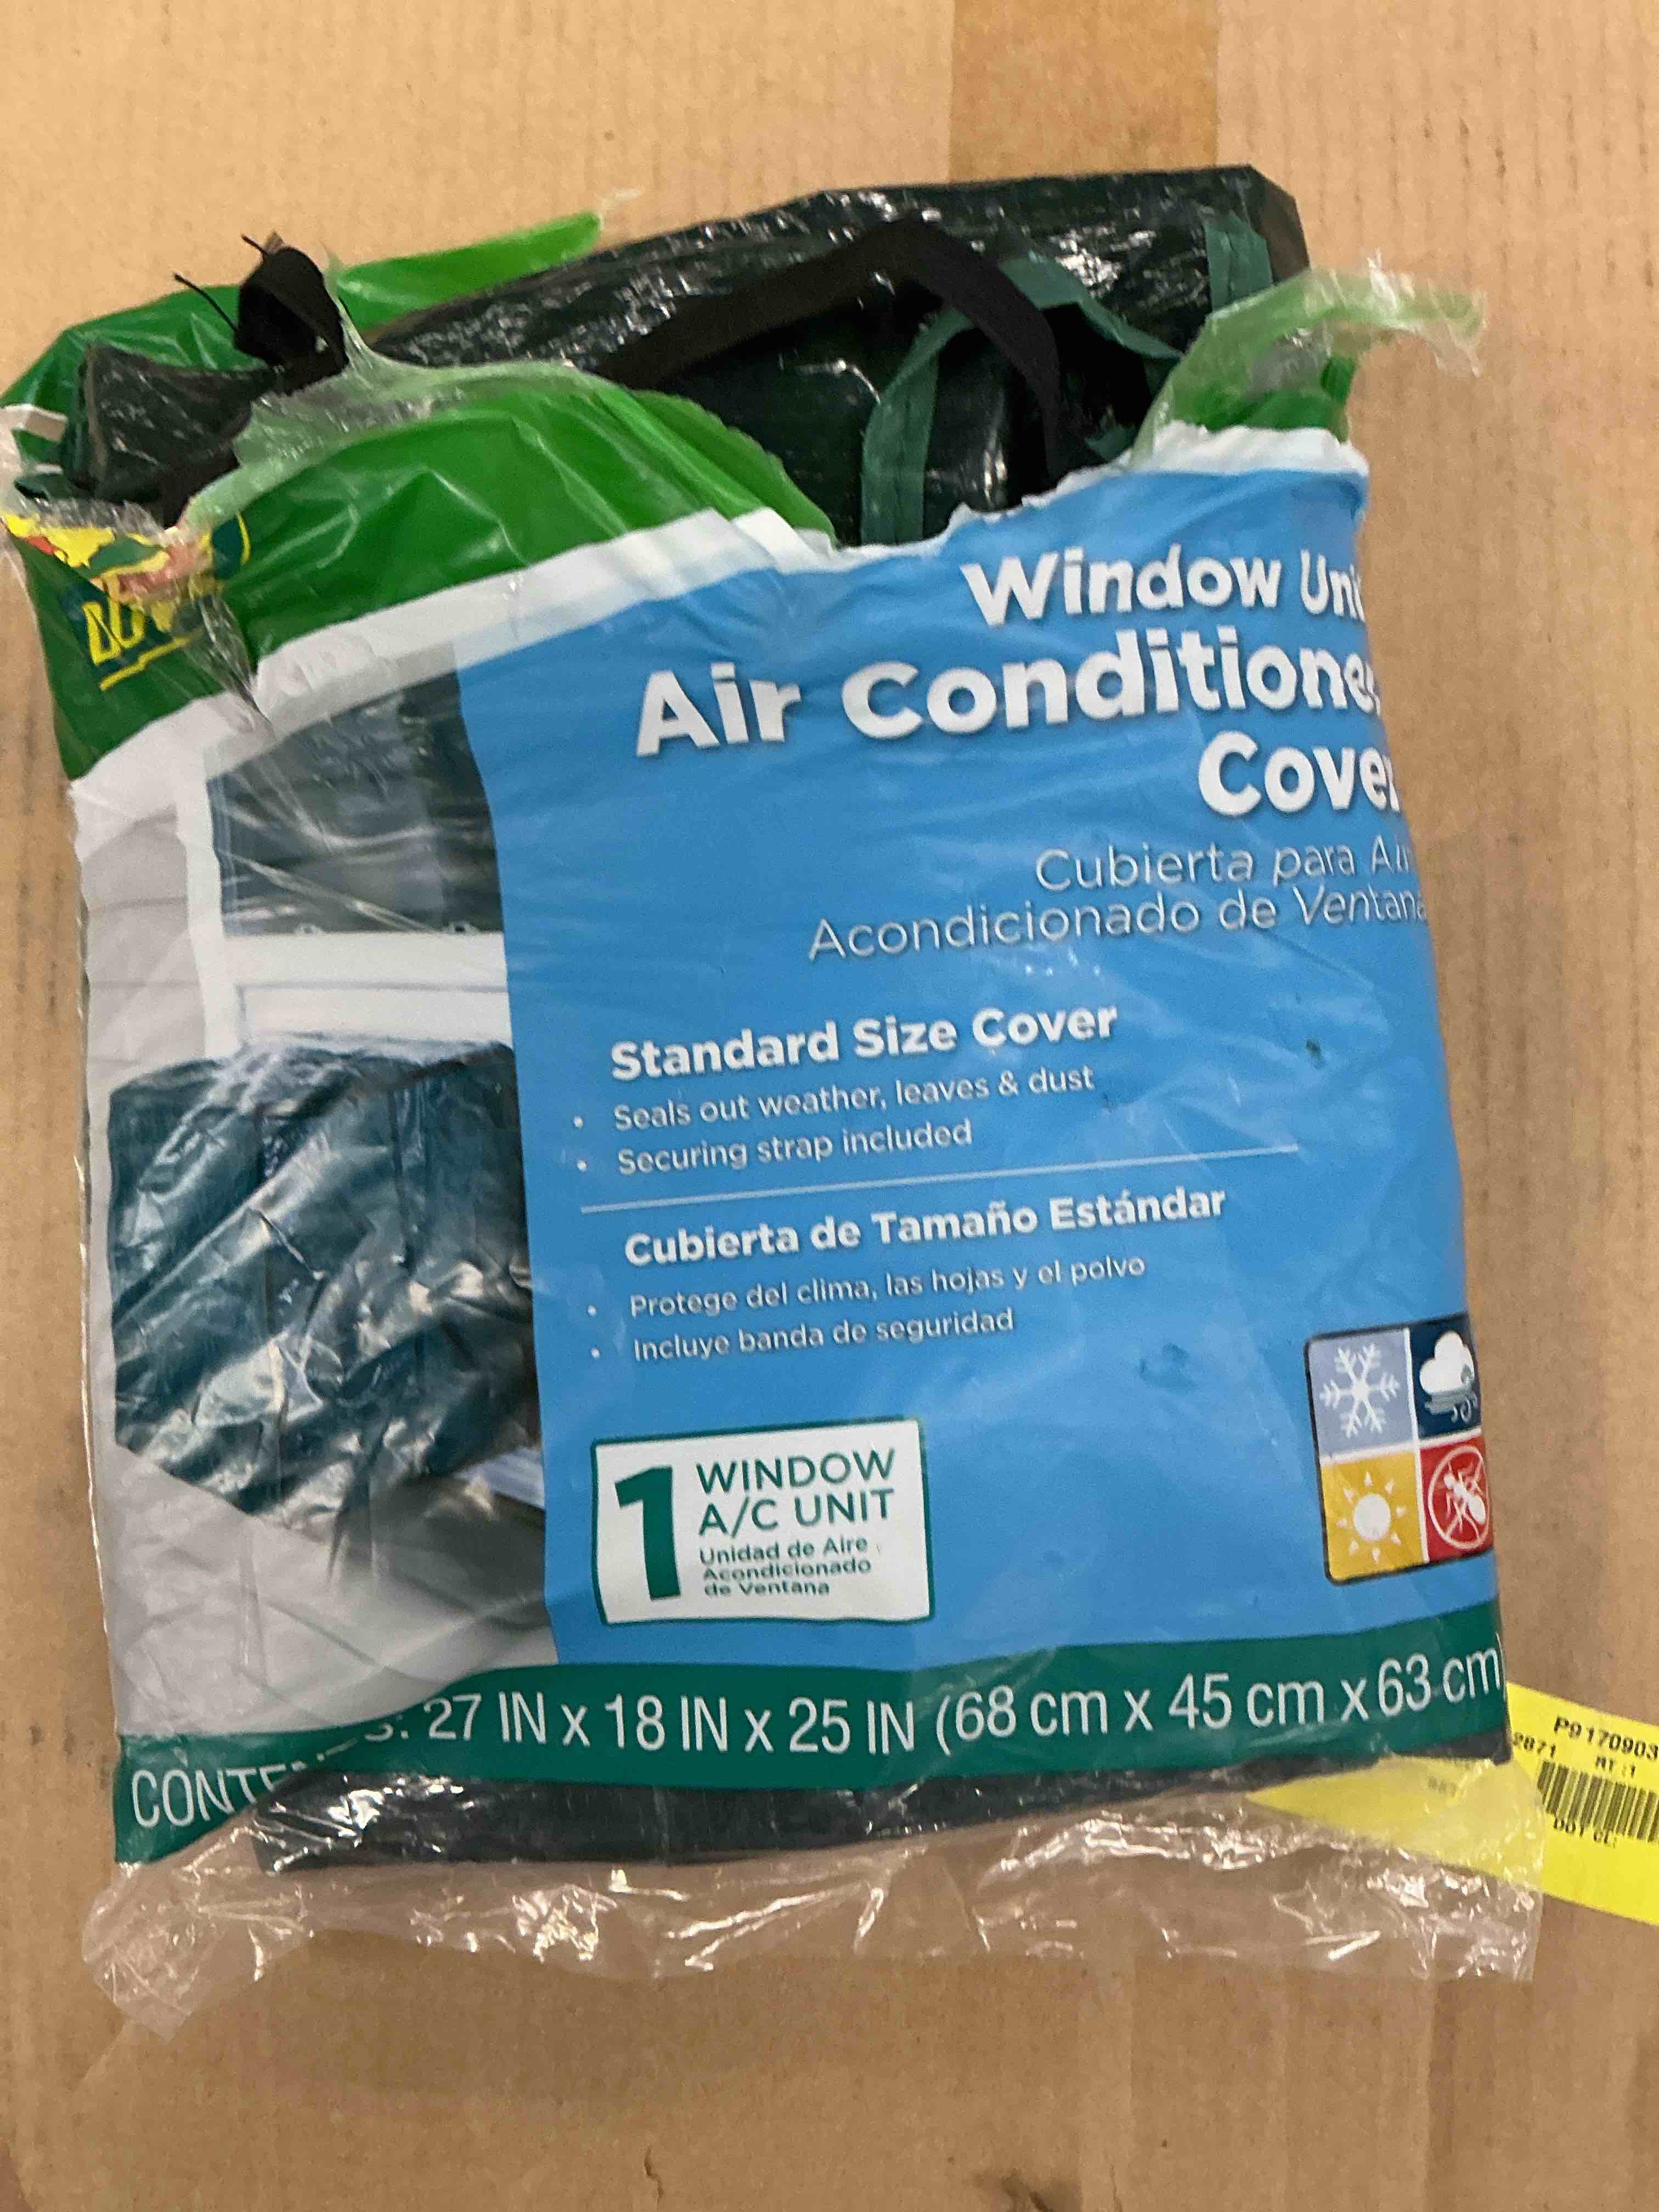 Window
Air Conditioner
Cover
Cubierta para
Acondicionado de Ventana
Standard Size Cover
• Seals out weather, leaves & dust
• Securing strap included
Cubierta de Tamaño Estándar
• Protege del clima, las hojas y el polvo
• Incluye banda de seguridad
1 WINDOW
A/C UNIT
Unidad de Aire
Acondicionado
de Ventana
27 IN x 18 IN x 25 IN (68 cm x 45 cm x 63 cm)
P9170903
2871 RT :1